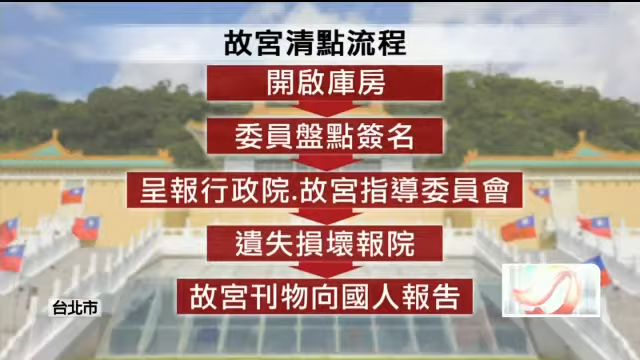 故宮清點流程
開啟庫房
委員盤點簽名
呈報行政院.故宮指導委員會
遺失損壞報院
故宮刊物向國人報告
台北市